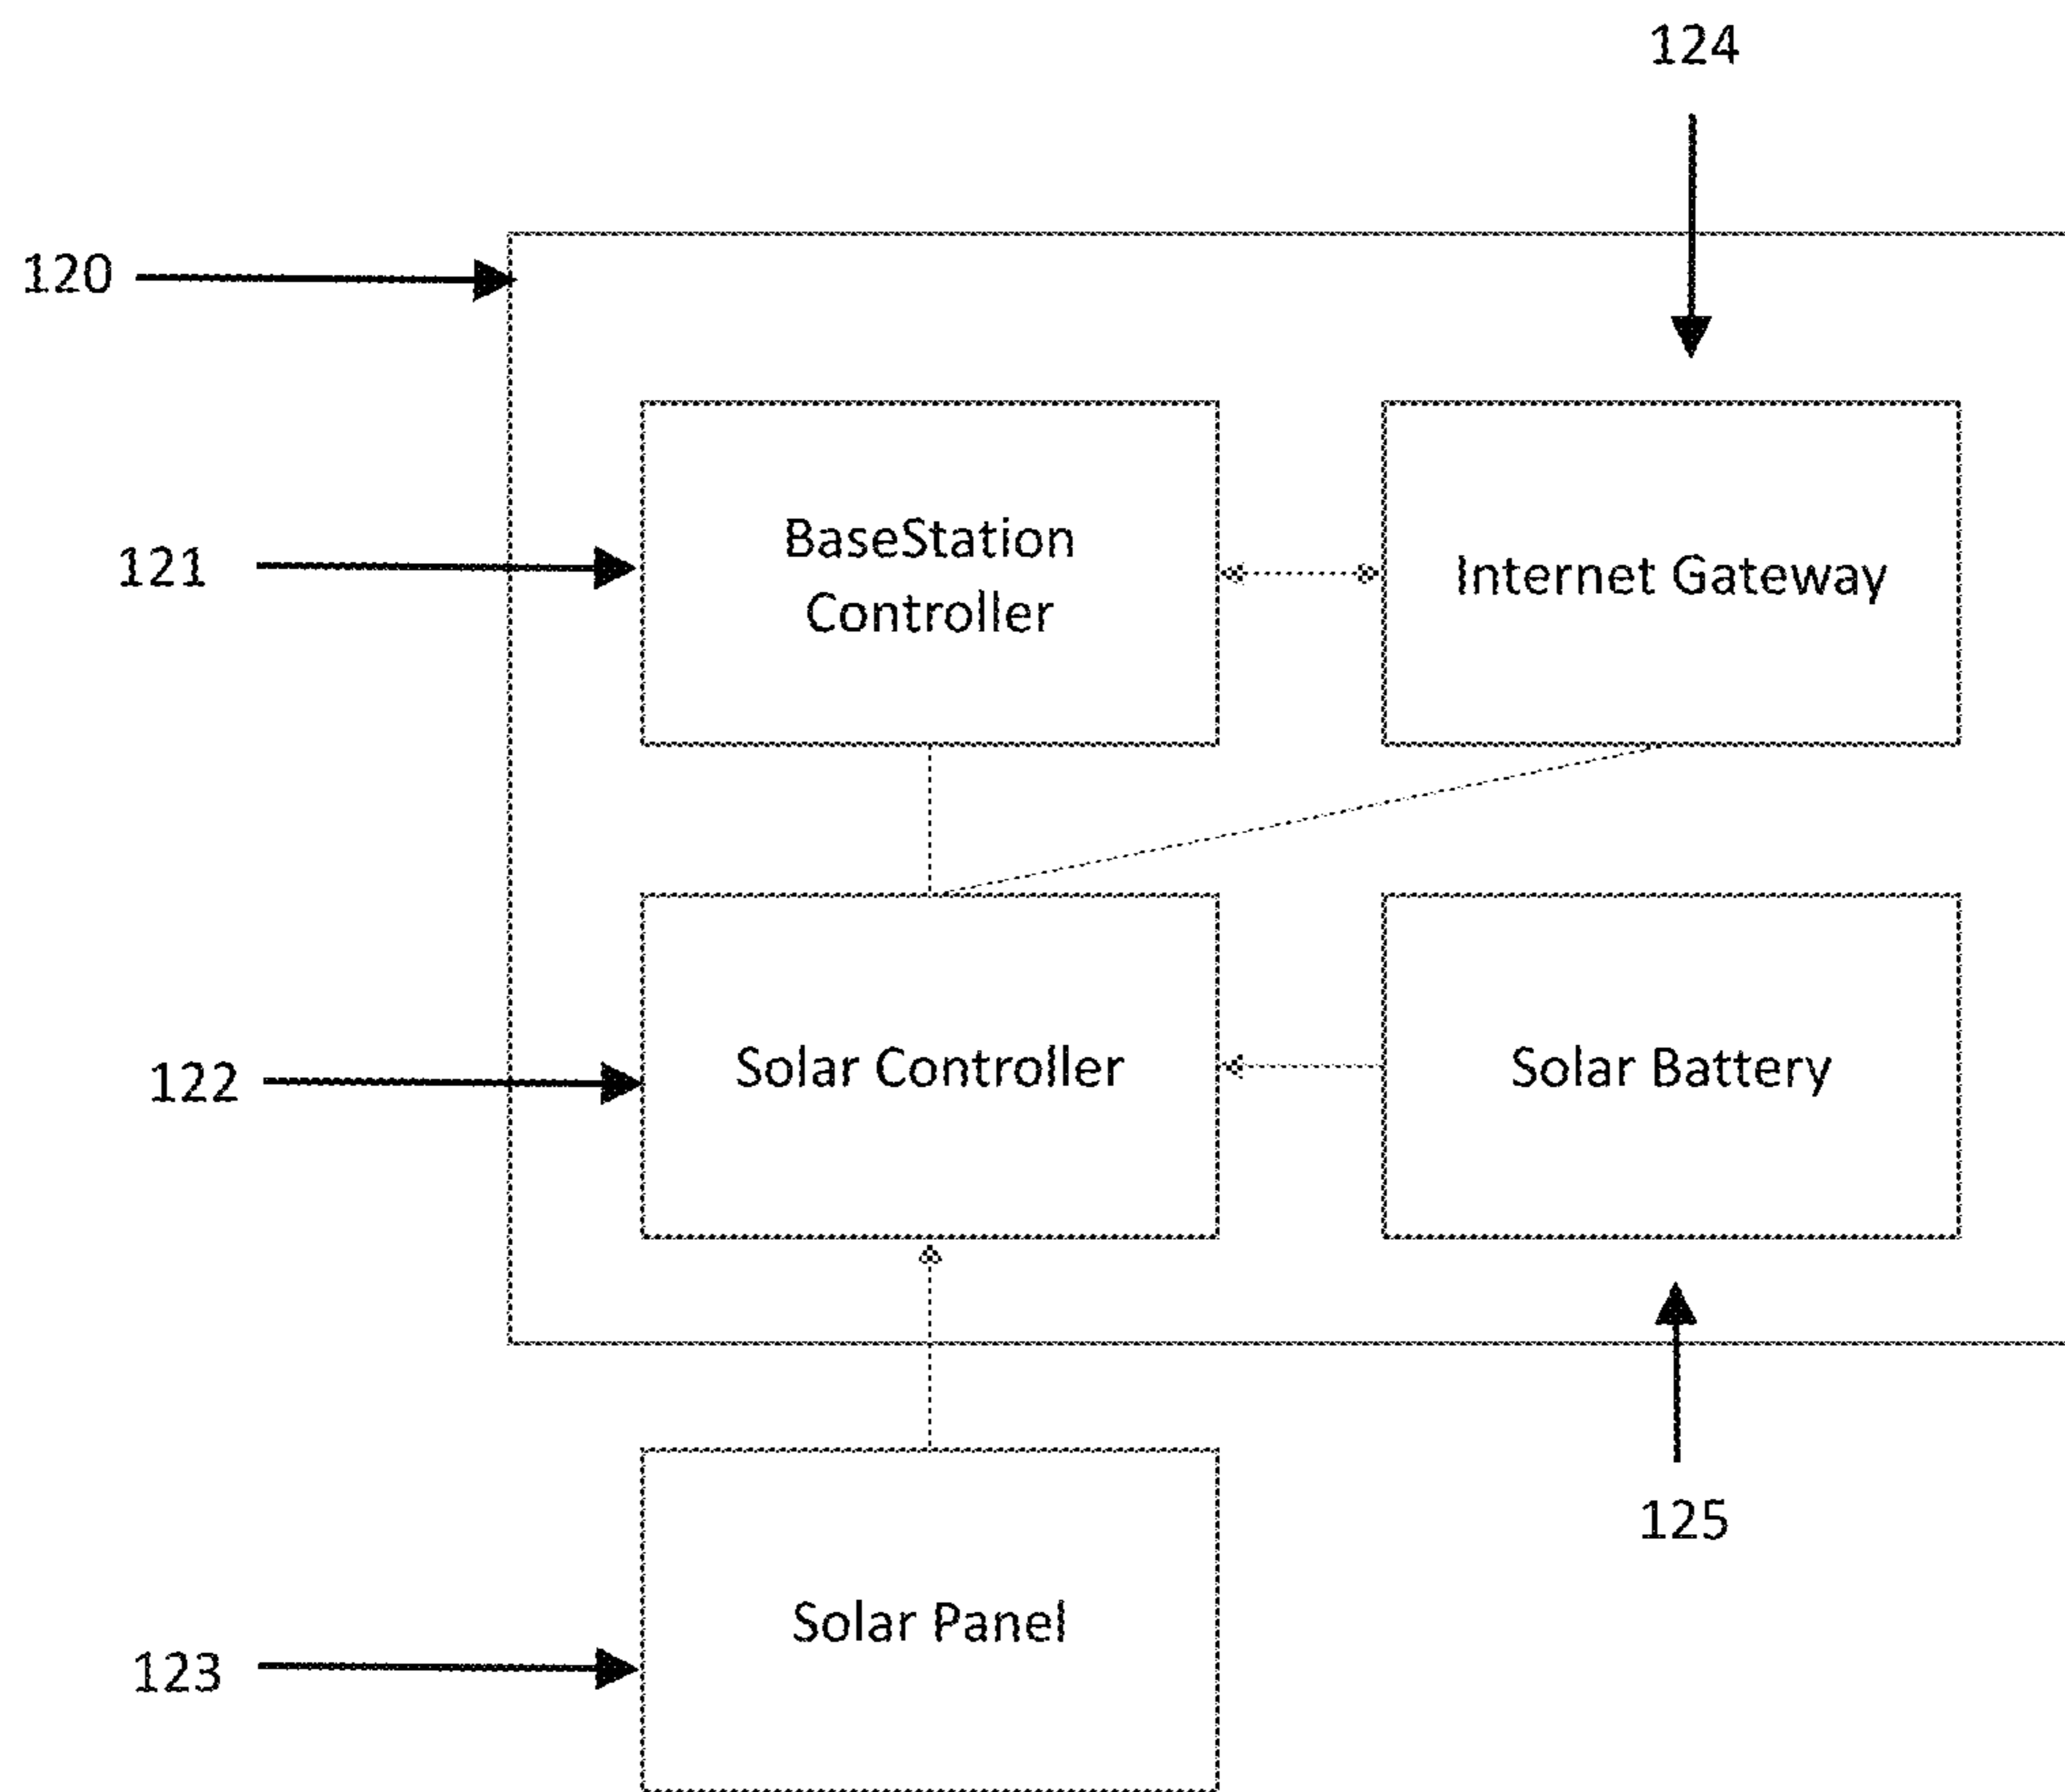 124
120
BaseStation
Controller
Internet Gateway
121
Solar Controller
Solar Battery
122
125
Solar Panel
123